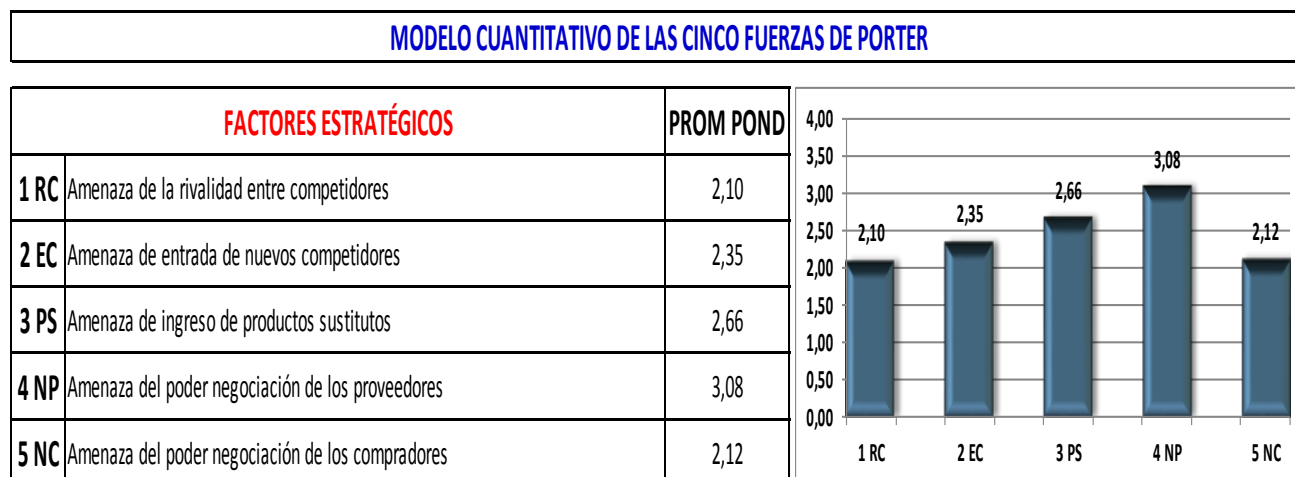 MODELO CUANTITATIVO DE LAS CINCO FUERZAS DE PORTER
FACTORES ESTRATÉGICOS PROM POND
1 RC Amenaza de la rivalidad entre competidores 2,10
2 EC Amenaza de entrada de nuevos competidores 2,35
3 PS Amenaza de ingreso de productos sustitutos 2,66
4 NP Amenaza del poder negociación de los proveedores 3,08
5 NC Amenaza del poder negociación de los compradores 2,12
4,00
3,50
3,00
2,50
2,00
1,50
1,00
0,50
0,00
2,10 2,35 2,66 3,08 2,12
1 RC 2 EC 3 PS 4 NP 5 NC